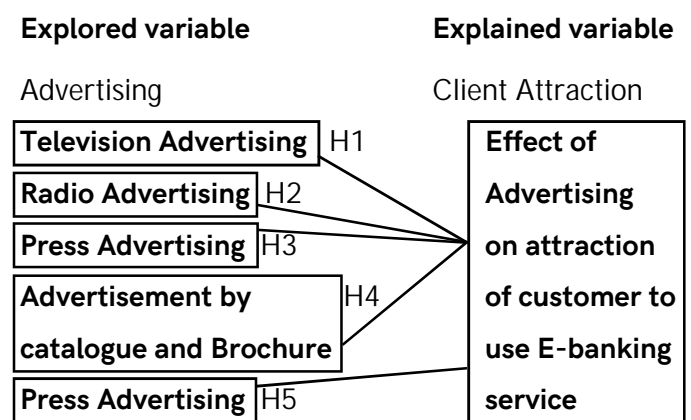 Explored variable
Explained variable
Advertising
Client Attraction
Television Advertising
H1
Radio Advertising
H2
Press Advertising
H3
Advertisement by
catalogue and Brochure
H4
Press Advertising
H5
Effect of
Advertising
on attraction
of customer to
use E-banking
service